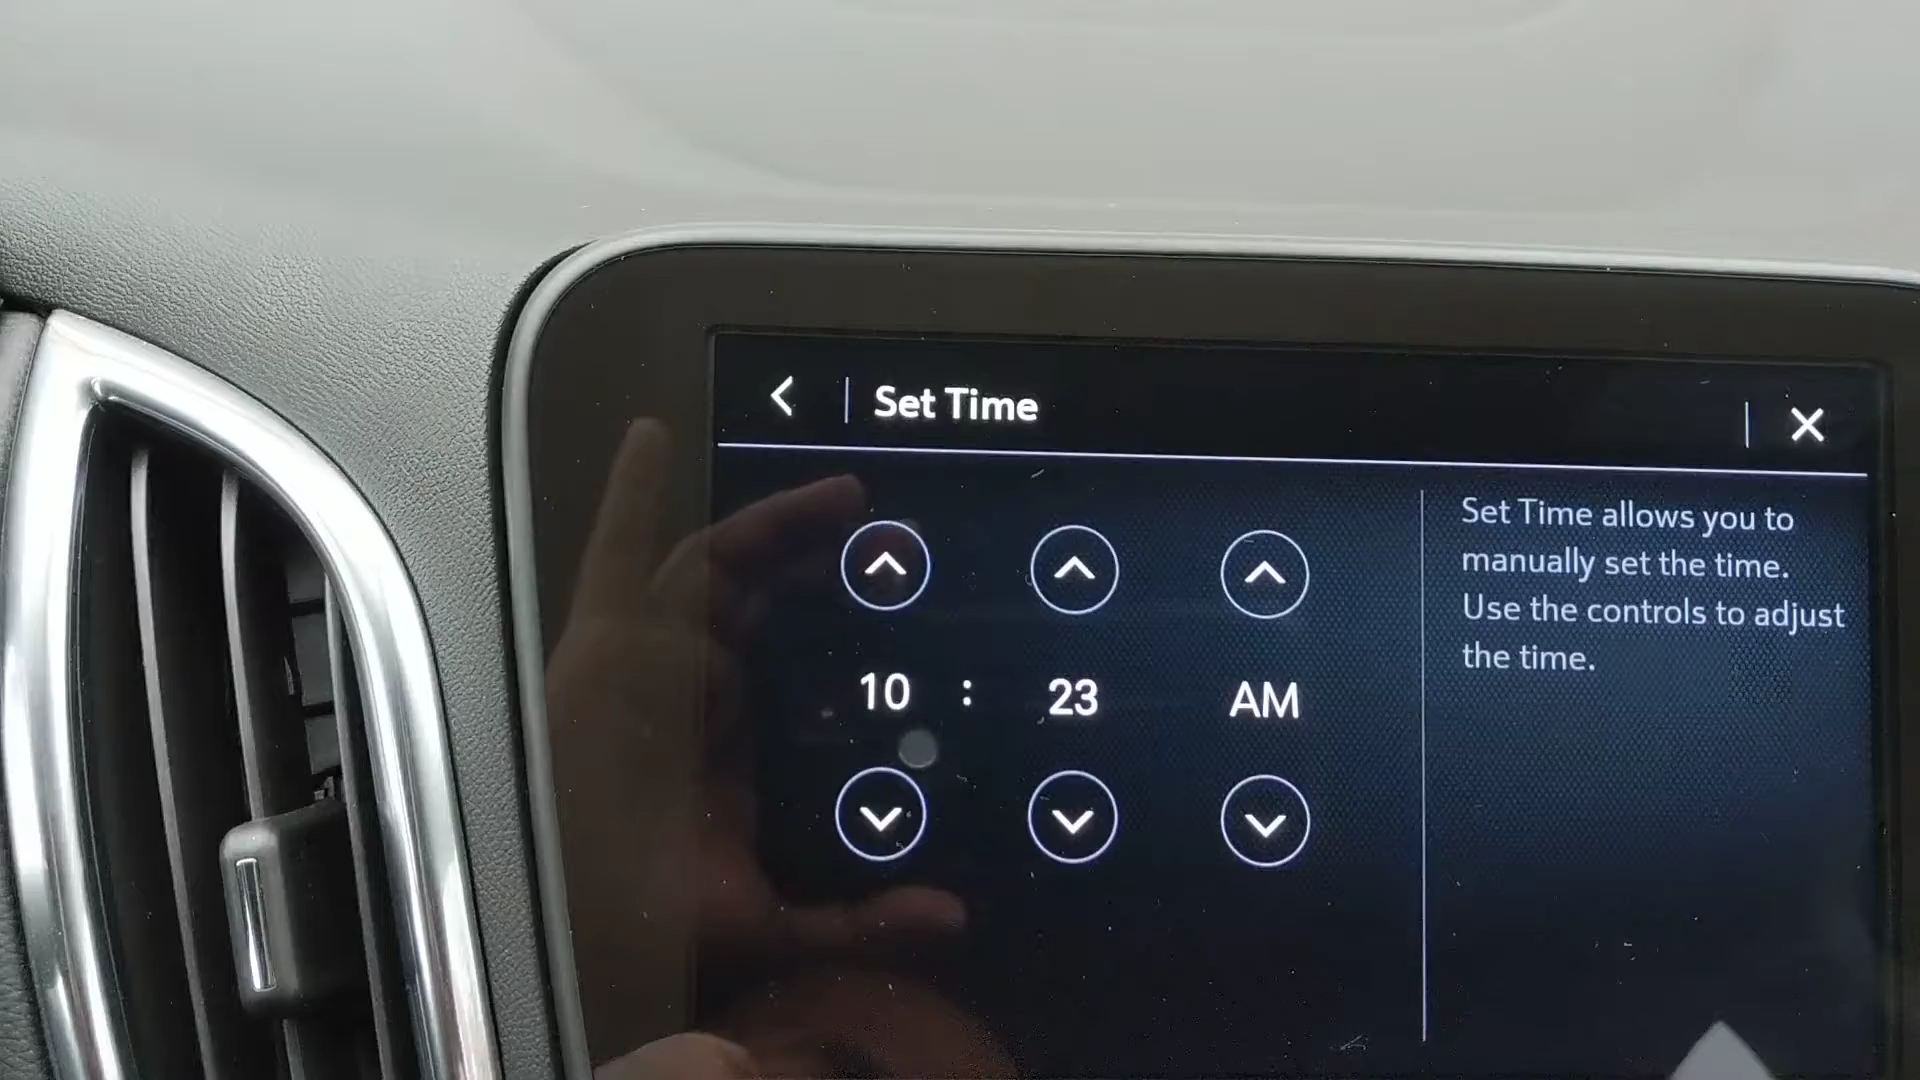 Set Time
10 : 23 AM
Set Time allows you to
manually set the time.
Use the controls to adjust
the time.